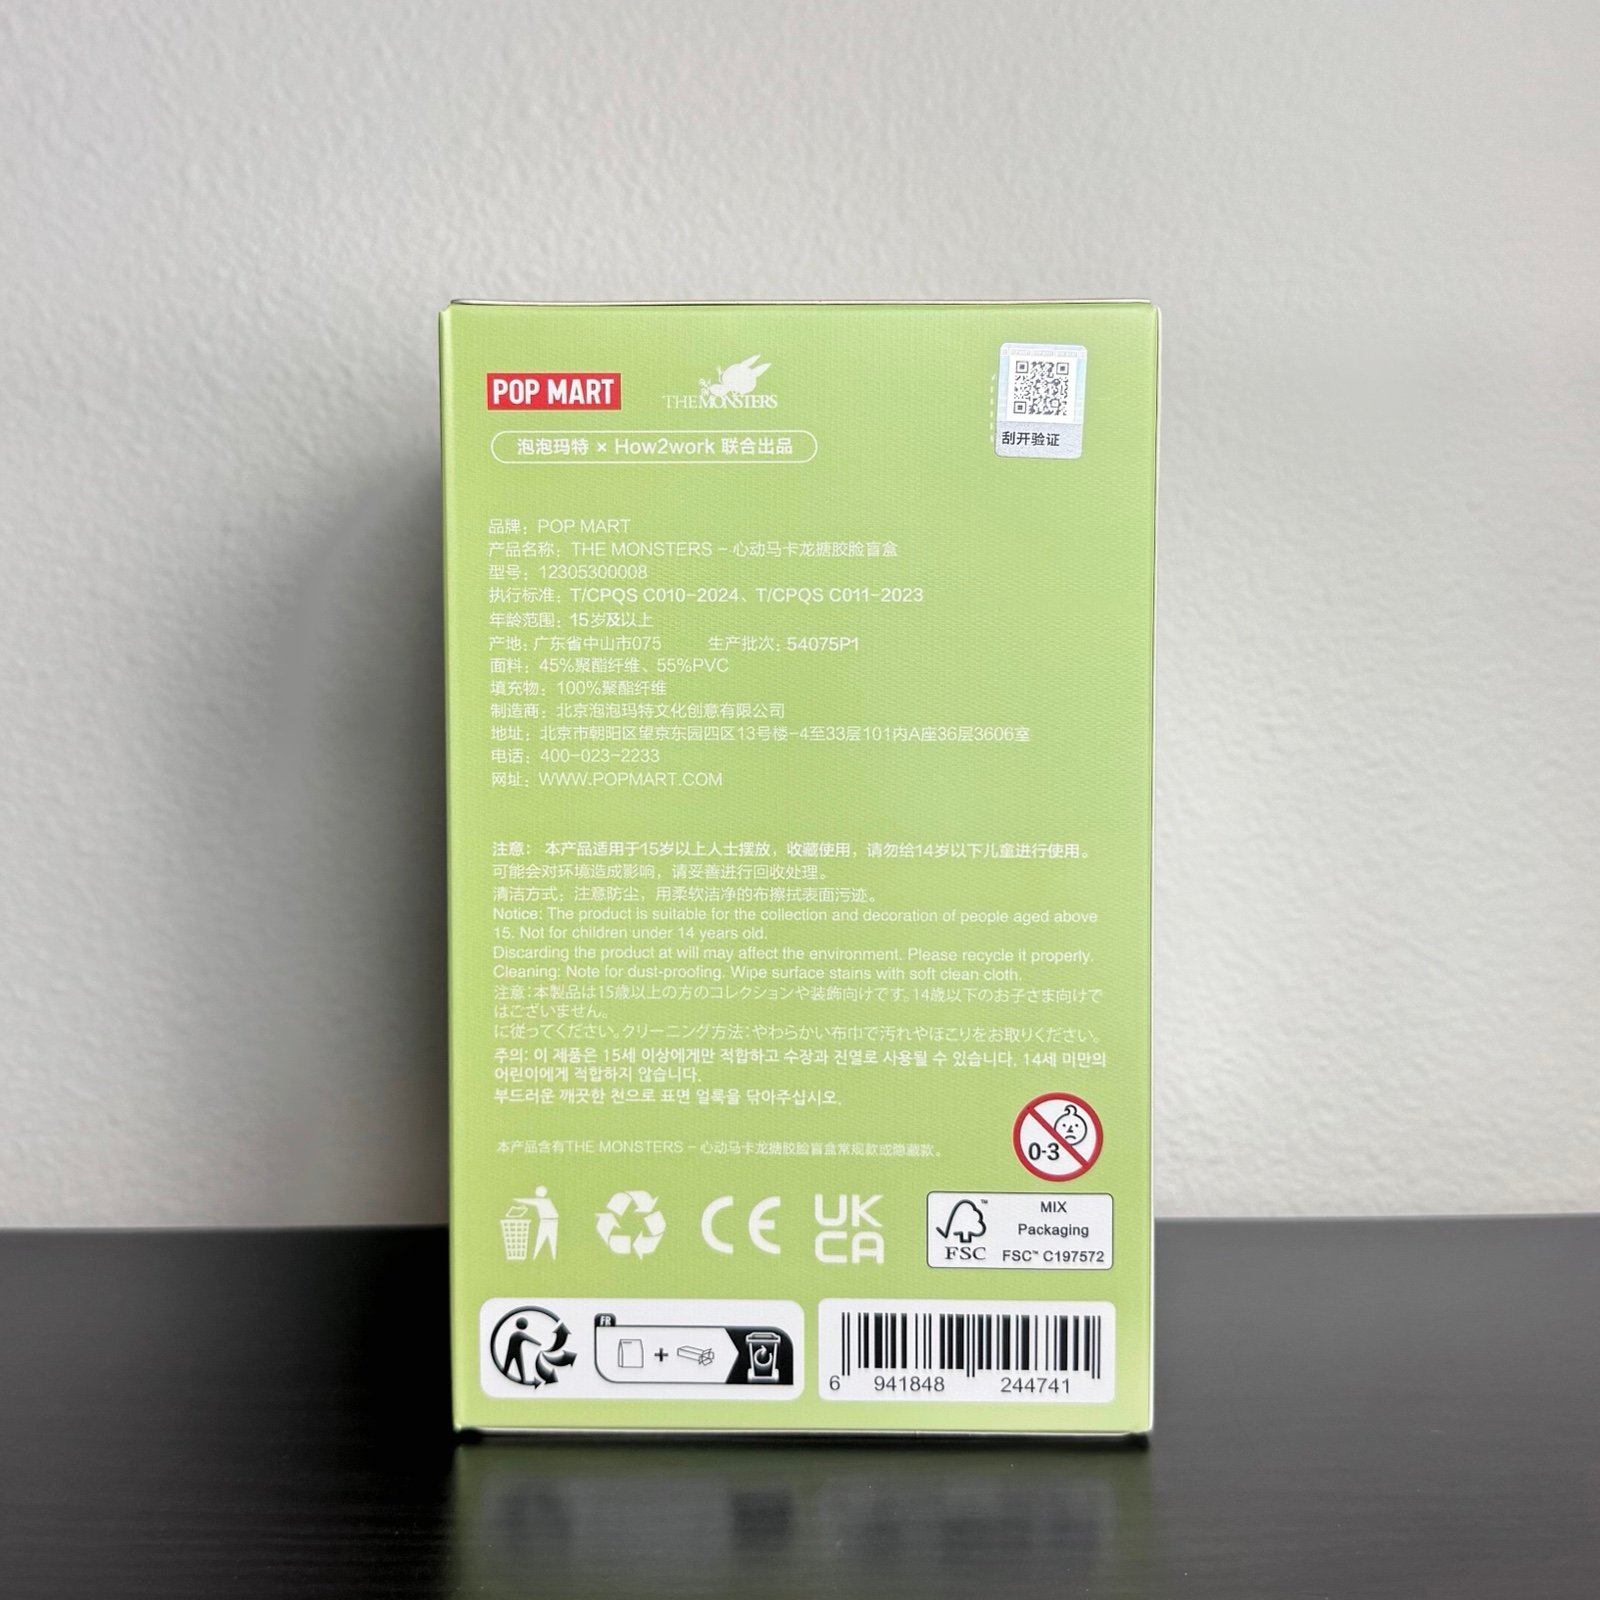 POP MART
THE MONSTERS
刮开验证
泡泡玛特 × How2work 联合出品
品牌：POP MART
产品名称：THE MONSTERS - 心动马卡龙搪胶脸盲盒
型号：12305300008
执行标准：T/CPQS C010-2024、T/CPQS C011-2023
年龄范围：15岁及以上
产地：广东省中山市075 生产批次：54075P1
面料：45%聚酯纤维、55%PVC
填充物：100%聚酯纤维
制造商：北京泡泡玛特文化创意有限公司
地址：北京市朝阳区望京东园四区13号楼-4至33层101内A座36层3606室
电话：400-023-2233
网址：WWW.POPMART.COM
注意： 本产品适用于15岁以上人士摆放，收藏使用，请勿给14岁以下儿童进行使用。
可能会对环境造成影响，请妥善进行回收处理。
清洁方式：注意防尘，用柔软洁净的布擦拭表面污迹。
Notice: The product is suitable for the collection and decoration of people aged above
15. Not for children under 14 years old.
Discarding the product at will may affect the environment. Please recycle it properly.
Cleaning: Note for dust-proofing. Wipe surface stains with soft clean cloth.
注意：本製品は15歳以上の方のコレクションや装飾向けです。14歳以下のお子さま向けで
はございません。
に従ってください。クリーニング方法：やわらかい布巾で汚れやほこりをお取りください。
주의: 이 제품은 15세 이상에게만 적합하고 수장과 진열로 사용될 수 있습니다. 14세 미만의
어린이에게 적합하지 않습니다.
부드러운 깨끗한 천으로 표면 얼룩을 닦아주십시오.
本产品含有THE MONSTERS - 心动马卡龙搪胶脸盲盒常规款或隐藏款。
0-3
CE
UK
CA
FSC™
MIX
Packaging
FSC™ C197572
FR
6 941848 244741